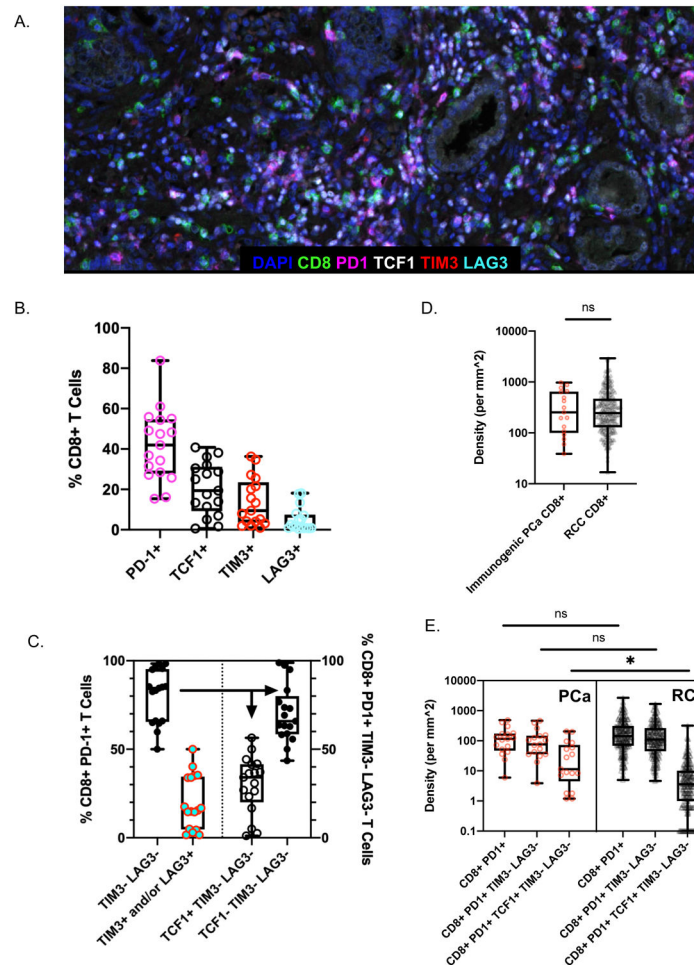 A.
DAPI CD8 PD1 TCF1 TIM3 LAG3
B.
% CD8+ T Cells
100
80
60
40
20
0
PD-1+
TCF1+
TIM3+
LAG3+
D.
ns
Density (per mm^2)
10000
1000
100
10
Immunogenic PCa CD8+
RCC CD8+
C.
% CD8+ PD-1+ T Cells
100
50
0
% CD8+ PD1+ TIM3- LAG3- T Cells
100
50
0
TIM3- LAG3-
TIM3+ and/or LAG3+
TCF1+ TIM3- LAG3-
TCF1- TIM3- LAG3-
E.
ns
ns
*
PCa
RC
Density (per mm^2)
10000
1000
100
10
1
0.1
CD8+ PD1+
CD8+ PD1+ TIM3- LAG3-
CD8+ PD1+ TCF1+ TIM3- LAG3-
CD8+ PD1+
CD8+ PD1+ TIM3- LAG3-
CD8+ PD1+ TCF1+ TIM3- LAG3-